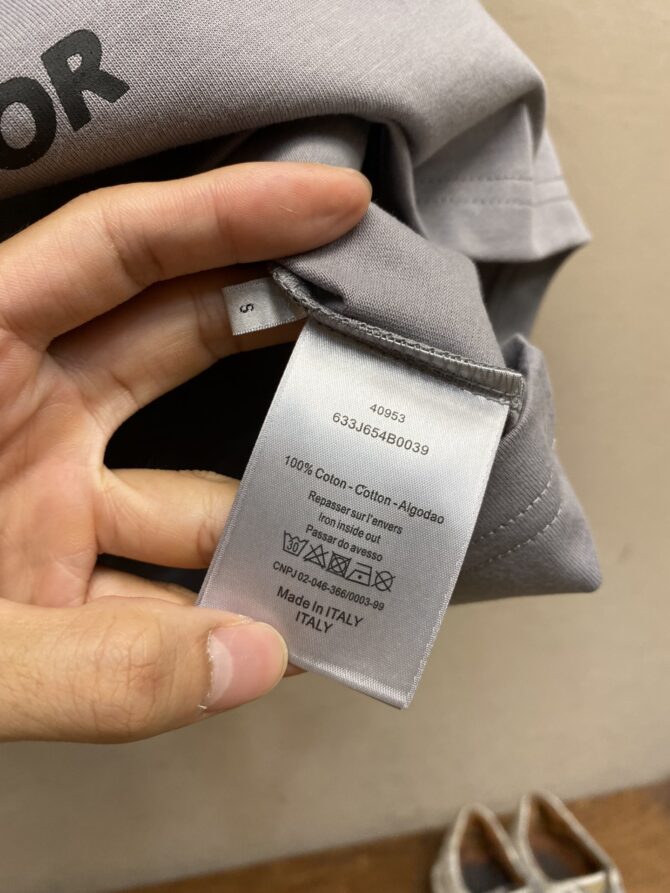 OR
S
40953
633J654B0039
100% Coton - Cotton - Algodao
Repasser sur l'envers
Iron inside out
Passar do avesso
30
CNPJ 02-046-366/0003-99
Made In ITALY
ITALY